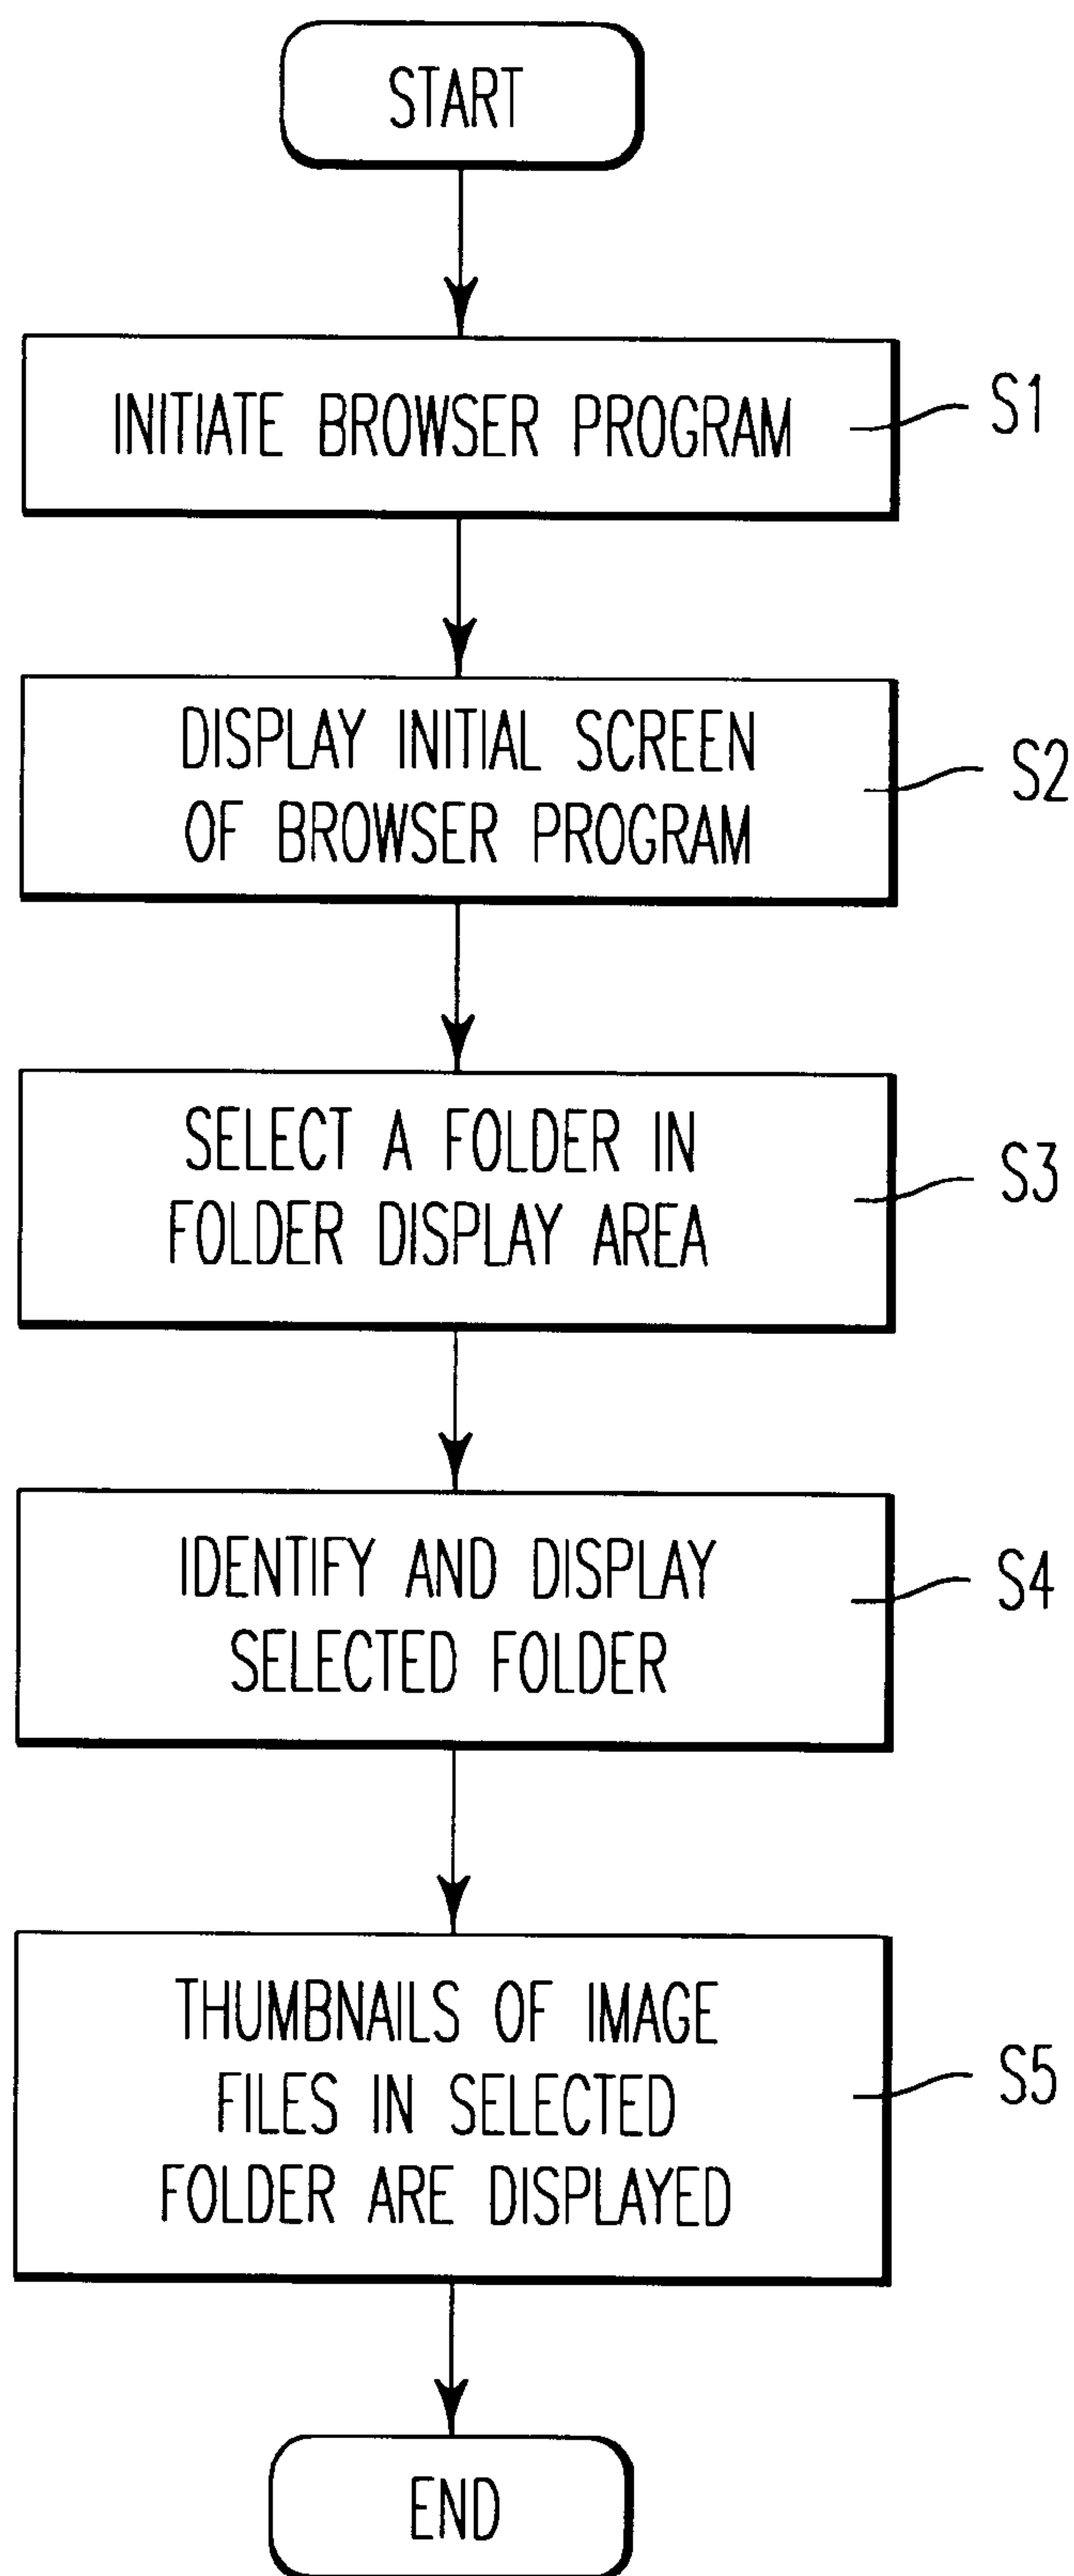 START
INITIATE BROWSER PROGRAM
S1
DISPLAY INITIAL SCREEN
OF BROWSER PROGRAM
S2
SELECT A FOLDER IN
FOLDER DISPLAY AREA
S3
IDENTIFY AND DISPLAY
SELECTED FOLDER
S4
THUMBNAILS OF IMAGE
FILES IN SELECTED
FOLDER ARE DISPLAYED
S5
END